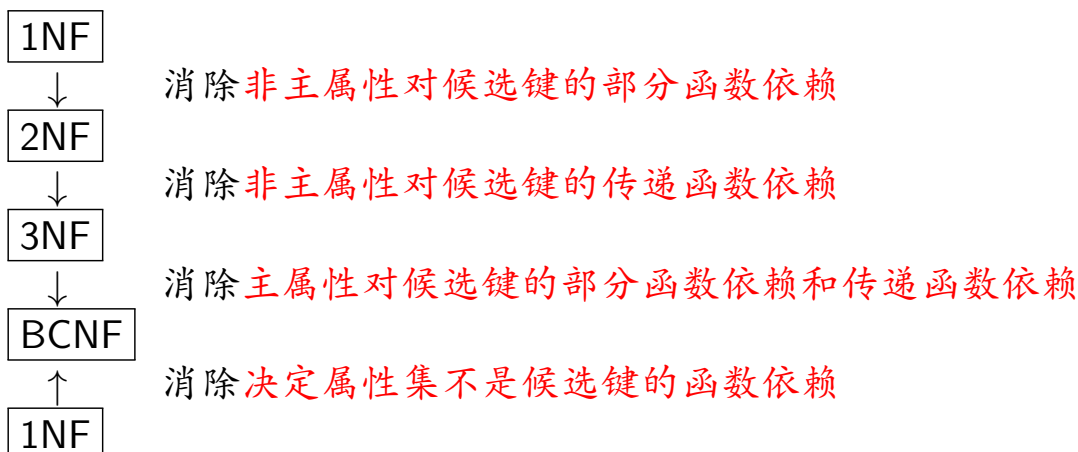 1NF
↓ 消除非主属性对候选键的部分函数依赖
2NF
↓ 消除非主属性对候选键的传递函数依赖
3NF
↓ 消除主属性对候选键的部分函数依赖和传递函数依赖
BCNF
↑ 消除决定属性集不是候选键的函数依赖
1NF